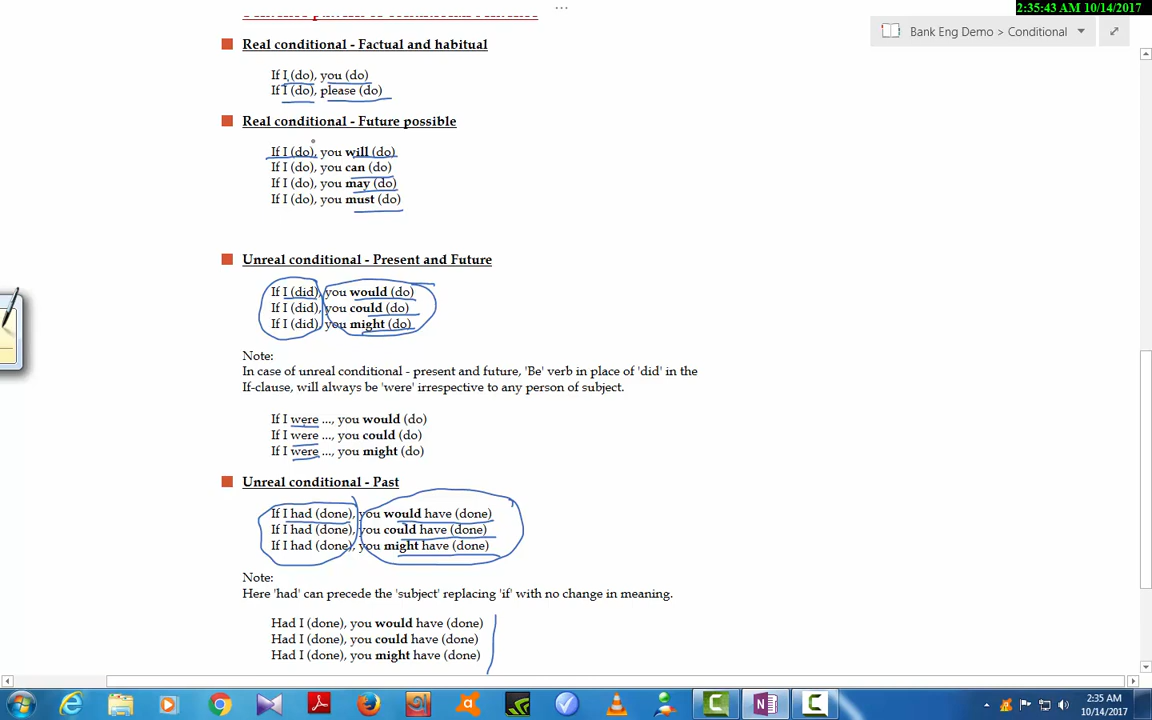 2:35:43 AM 10/14/2017
Bank Eng Demo > Conditional
Real conditional - Factual and habitual
If I (do), you (do)
If I (do), please (do)
Real conditional - Future possible
If I (do), you will (do)
If I (do), you can (do)
If I (do), you may (do)
If I (do), you must (do)
Unreal conditional - Present and Future
If I (did), you would (do)
If I (did), you could (do)
If I (did), you might (do)
Note:
In case of unreal conditional - present and future, 'Be' verb in place of 'did' in the
If-clause, will always be 'were' irrespective to any person of subject.
If I were ..., you would (do)
If I were ..., you could (do)
If I were ..., you might (do)
Unreal conditional - Past
If I had (done), you would have (done)
If I had (done), you could have (done)
If I had (done), you might have (done)
Note:
Here 'had' can precede the 'subject' replacing 'if' with no change in meaning.
Had I (done), you would have (done)
Had I (done), you could have (done)
Had I (done), you might have (done)
2:35 AM
10/14/2017